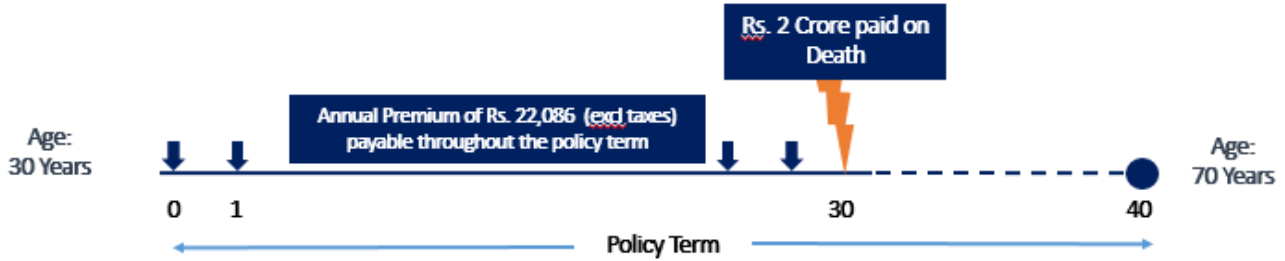 Rs. 2 Crore paid on
Death
Annual Premium of Rs. 22,086 (excl taxes)
payable throughout the policy term
Age:
30 Years
Age:
70 Years
0 1 30 40
Policy Term